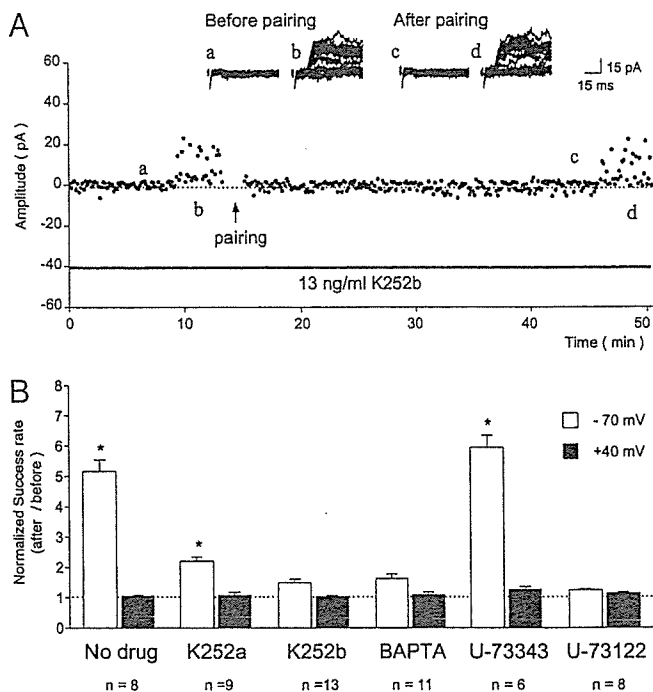 A
Before pairing After pairing
a b c d
15 pA
15 ms
60
40
20
0
-20
-40
-60
Amplitude ( pA )
a
b
c
d
pairing
13 ng/ml K252b
0 10 20 30 40 50
Time ( min )
B
8
7
6
5
4
3
2
1
0
Normalized Success rate
(after / before)
* * *
- 70 mV
+40 mV
No drug K252a K252b BAPTA U-73343 U-73122
n = 8 n =9 n =13 n = 11 n = 6 n = 8